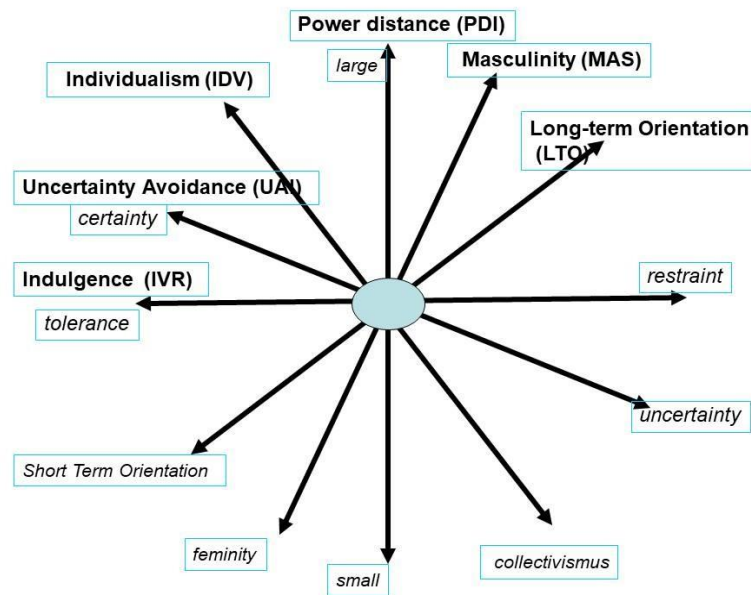 Power distance (PDI)
large
Masculinity (MAS)
Individualism (IDV)
Long-term Orientation
(LTO)
Uncertainty Avoidance (UAI)
certainty
Indulgence (IVR)
tolerance
restraint
uncertainty
Short Term Orientation
feminity
small
collectivismus